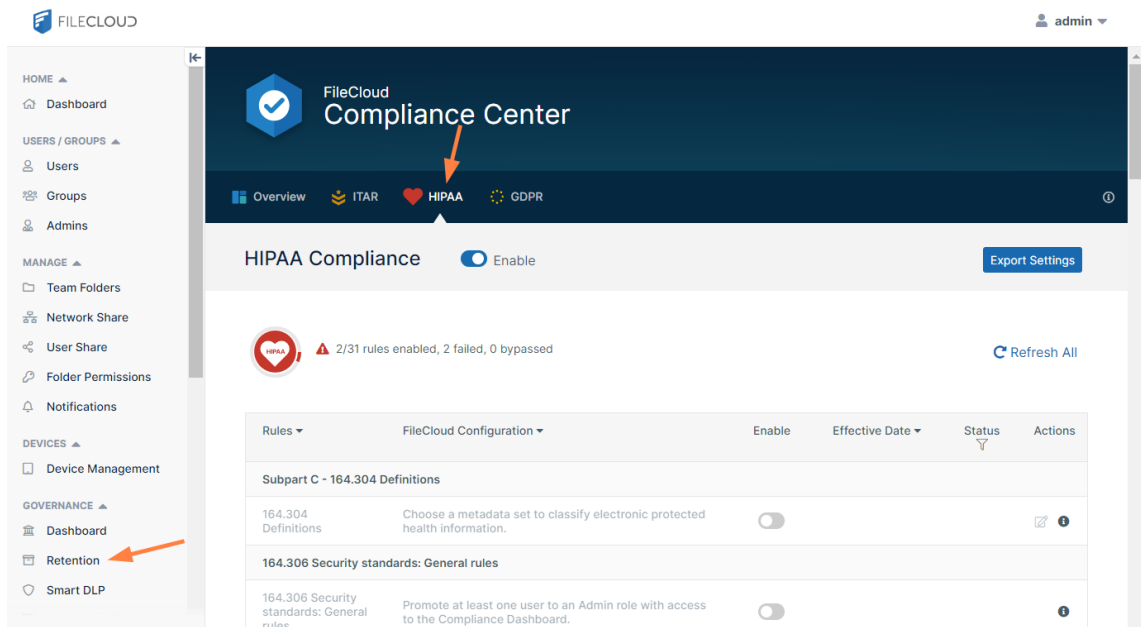 FILECLOUD
admin
HOME
Dashboard
USERS / GROUPS
Users
Groups
Admins
MANAGE
Team Folders
Network Share
User Share
Folder Permissions
Notifications
DEVICES
Device Management
GOVERNANCE
Dashboard
Retention
Smart DLP
FileCloud
Compliance Center
Overview
ITAR
HIPAA
GDPR
HIPAA Compliance
Enable
Export Settings
HIPAA
2/31 rules enabled, 2 failed, 0 bypassed
Refresh All
Rules FileCloud Configuration Enable Effective Date Status Actions
Subpart C - 164.304 Definitions
164.304
Definitions
Choose a metadata set to classify electronic protected
health information.
164.306 Security standards: General rules
164.306 Security
standards: General
rules
Promote at least one user to an Admin role with access
to the Compliance Dashboard.